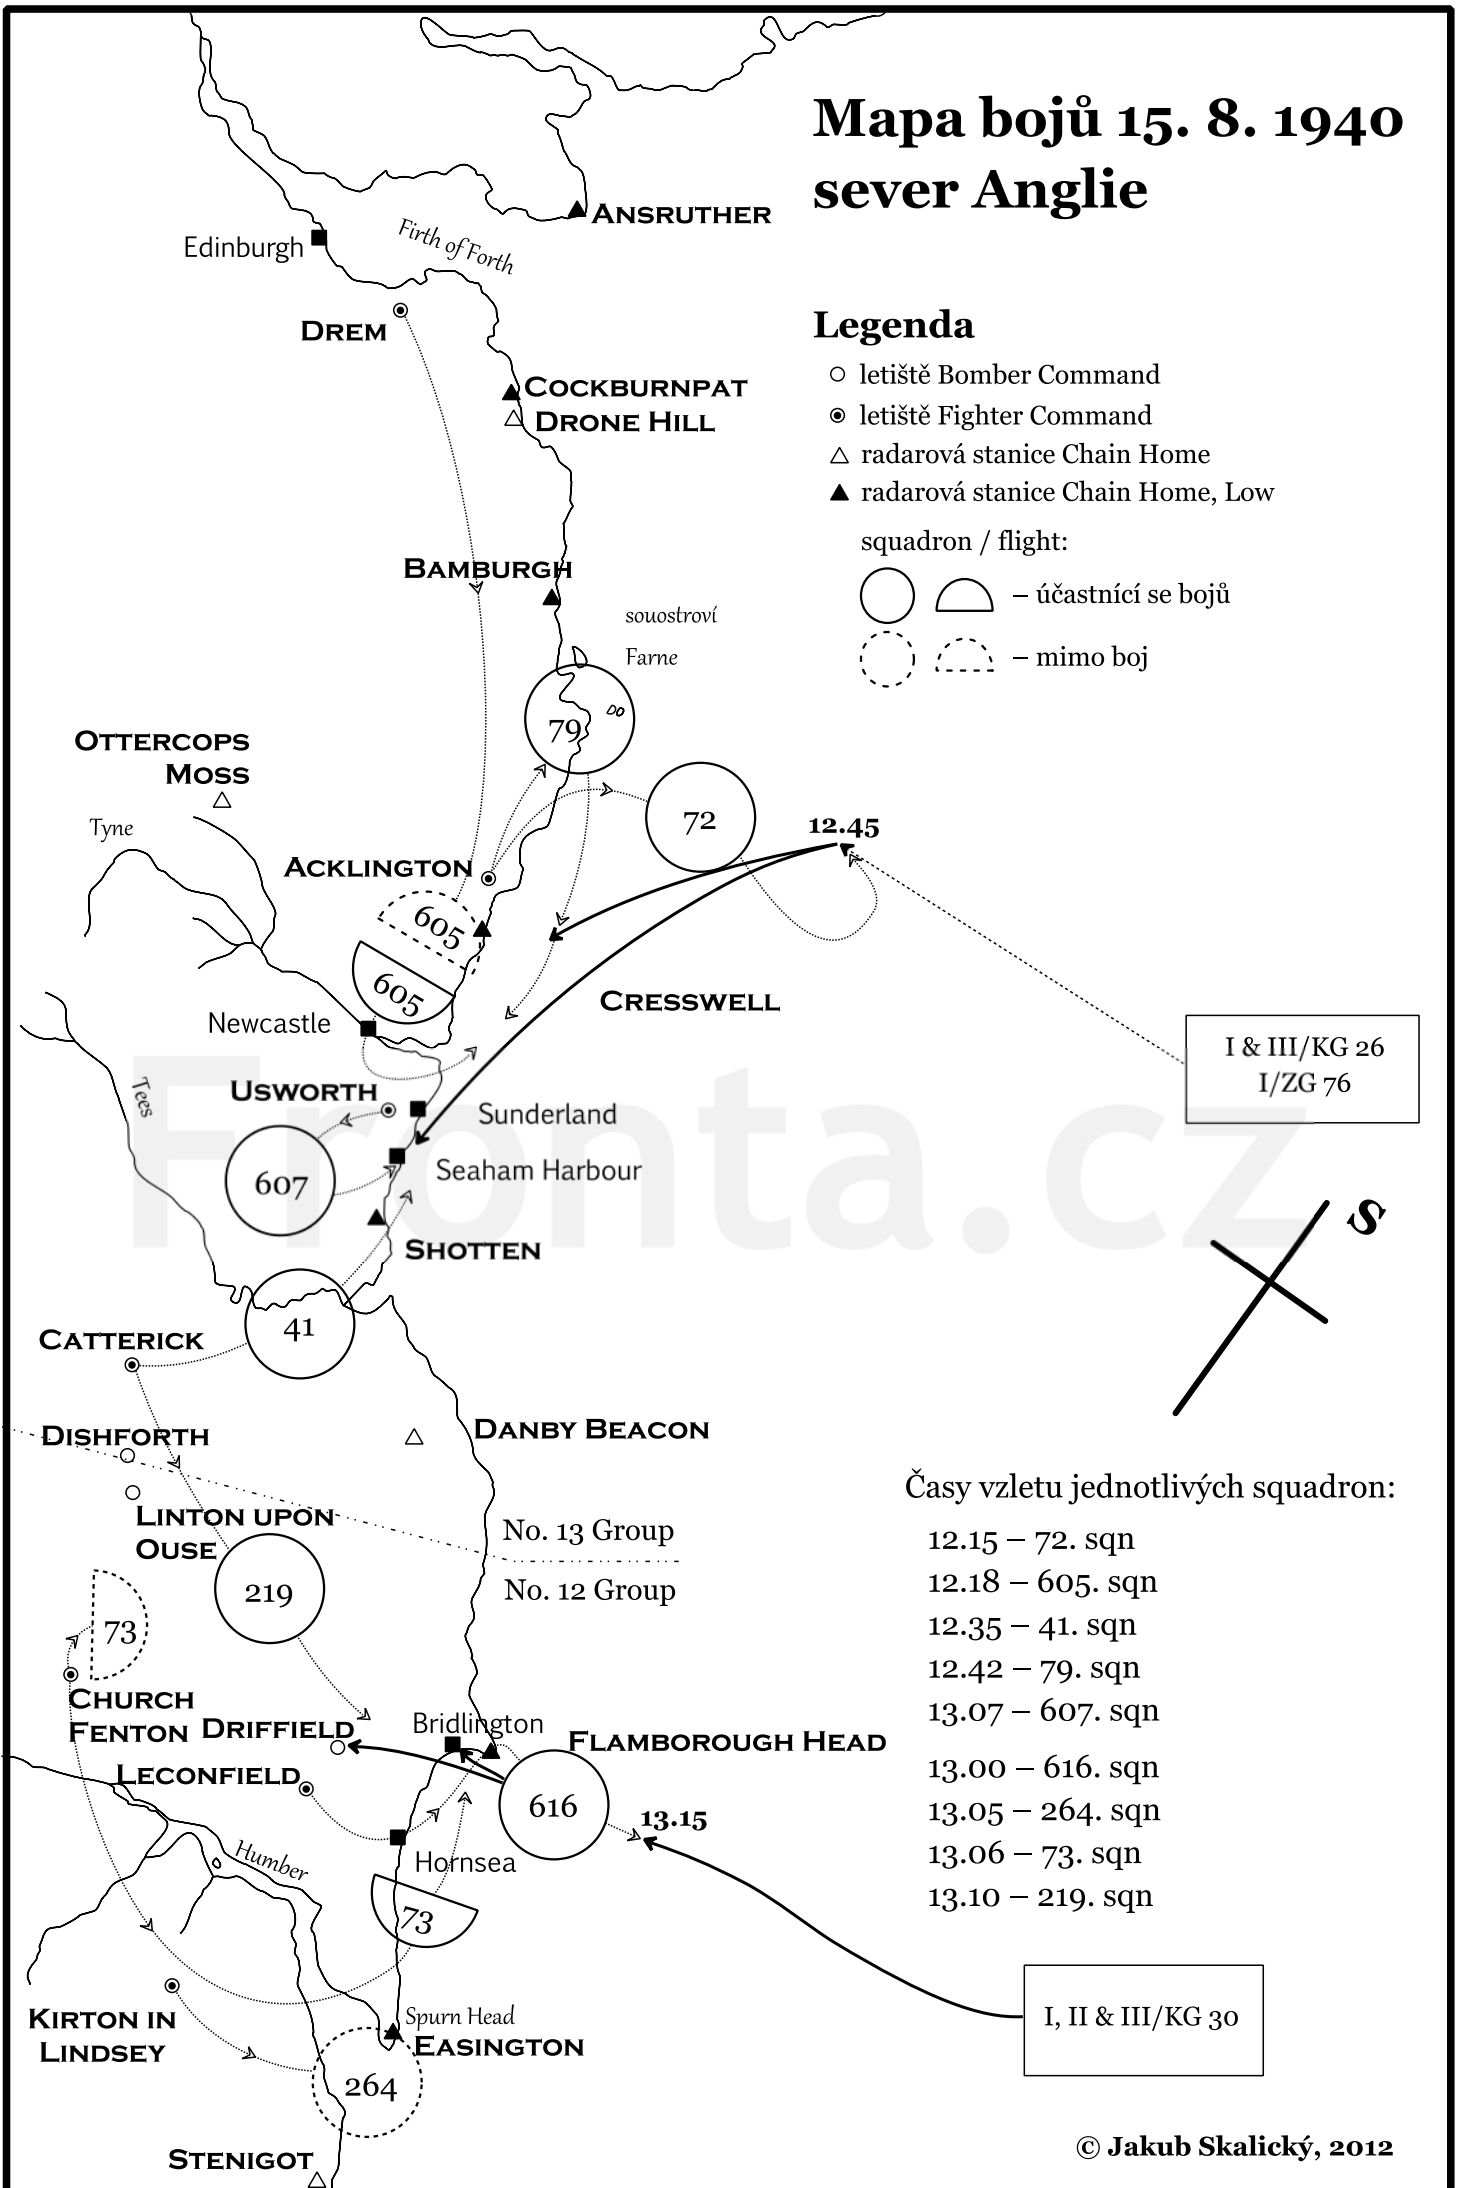 Mapa bojů 15. 8. 1940
sever Anglie
ANSRUTHER
Edinburgh
Firth of Forth
DREM
Legenda
letiště Bomber Command
letiště Fighter Command
radarová stanice Chain Home
radarová stanice Chain Home, Low
squadron / flight:
– účastnící se bojů
– mimo boj
COCKBURNPAT
DRONE HILL
BAMBURGH
souostroví
Farne
79
OTTERCOPS
MOSS
Tyne
72
12.45
ACKLINGTON
605
605
CRESSWELL
Newcastle
I & III/KG 26
I/ZG 76
Tees
USWORTH
Sunderland
Seaham Harbour
607
Fronta.cz
S
SHOTTEN
41
CATTERICK
DISHFORTH
DANBY BEACON
LINTON UPON
OUSE
No. 13 Group
No. 12 Group
219
73
Časy vzletu jednotlivých squadron:
12.15 – 72. sqn
12.18 – 605. sqn
12.35 – 41. sqn
12.42 – 79. sqn
13.07 – 607. sqn
13.00 – 616. sqn
13.05 – 264. sqn
13.06 – 73. sqn
13.10 – 219. sqn
CHURCH
FENTON
DRIFFIELD
Bridlington
FLAMBOROUGH HEAD
LECONFIELD
616
13.15
Humber
Hornsea
73
KIRTON IN
LINDSEY
Spurn Head
EASINGTON
264
I, II & III/KG 30
STENIGOT
© Jakub Skalický, 2012